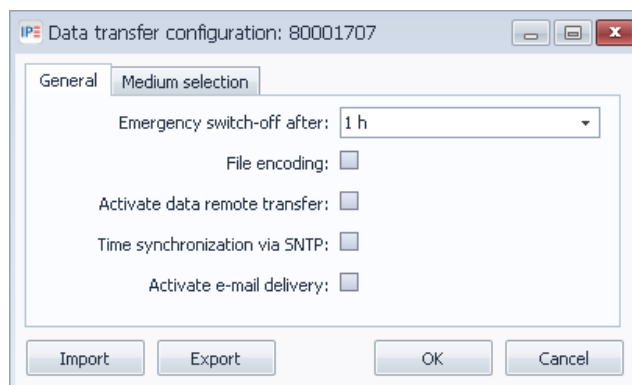 IPE Data transfer configuration: 80001707
General Medium selection
Emergency switch-off after: 1 h
File encoding:
Activate data remote transfer:
Time synchronization via SNTP:
Activate e-mail delivery:
Import Export OK Cancel